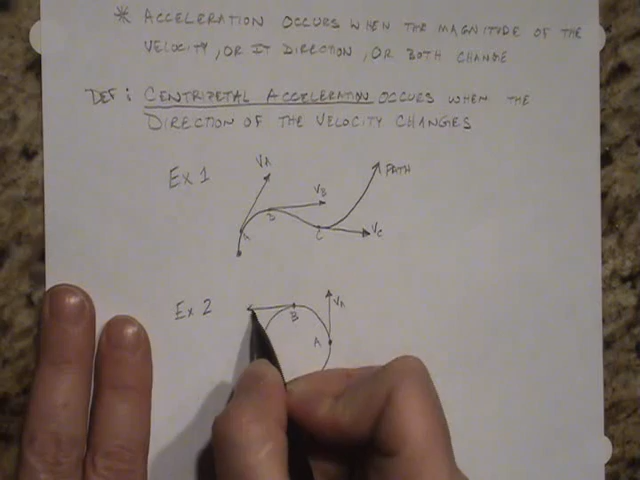 * ACCELERATION OCCURS WHEN THE MAGNITUDE OF THE
VELOCITY, OR IT DIRECTION, OR BOTH CHANGE
DEF: CENTRIPETAL ACCELERATION OCCURS WHEN THE
DIRECTION OF THE VELOCITY CHANGES
Ex 1
VA
VB
PATH
A
B
C
VC
Ex 2
VA
B
A